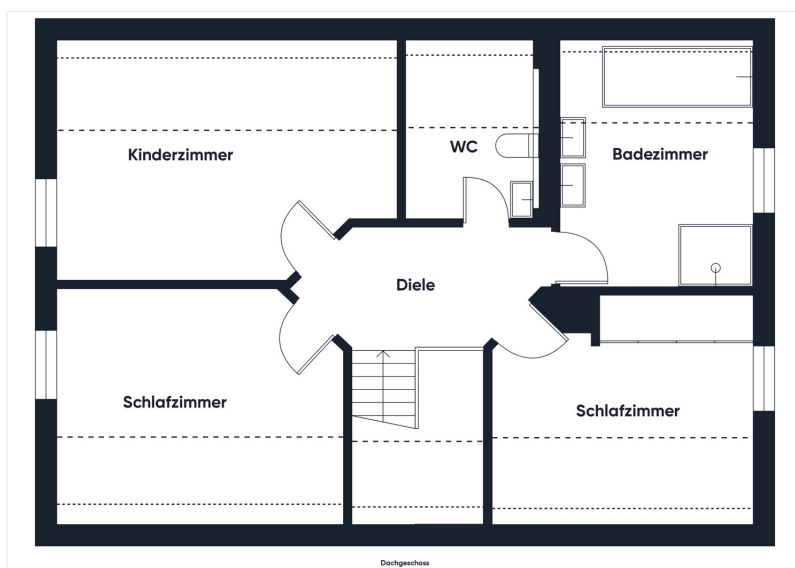 Kinderzimmer
WC
Badezimmer
Diele
Schlafzimmer
Schlafzimmer
Dachgeschoss